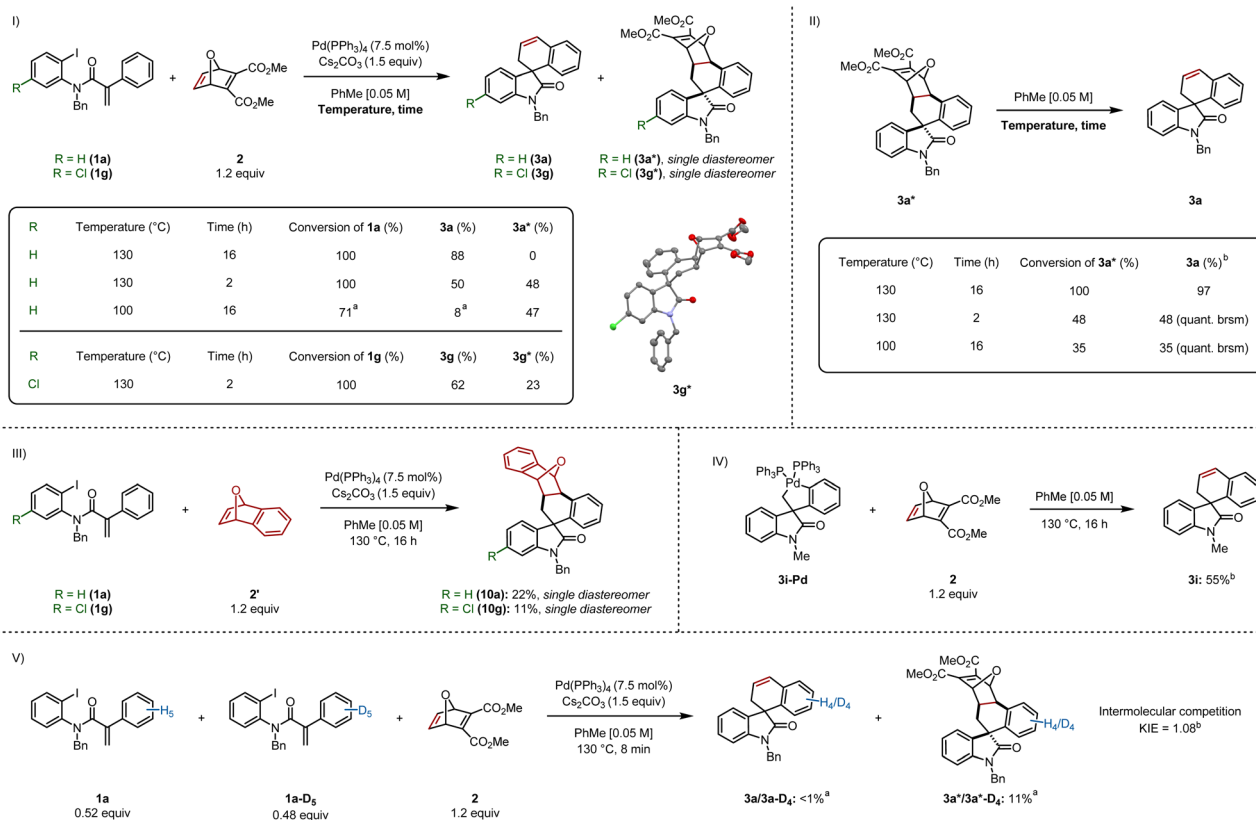 I)
I
R
N
Bn
O
+
O
CO₂Me
CO₂Me
Pd(PPh₃)₄ (7.5 mol%)
Cs₂CO₃ (1.5 equiv)
PhMe [0.05 M]
Temperature, time
R
N
Bn
O
+
MeO₂C
MeO₂C
O
R
N
Bn
O
R = H (1a)
R = Cl (1g)
2
1.2 equiv
R = H (3a)
R = Cl (3g)
R = H (3a*), single diastereomer
R = Cl (3g*), single diastereomer
R Temperature (°C) Time (h) Conversion of 1a (%) 3a (%) 3a* (%)
H 130 16 100 88 0
H 130 2 100 50 48
H 100 16 71ᵃ 8ᵃ 47
R Temperature (°C) Time (h) Conversion of 1g (%) 3g (%) 3g* (%)
Cl 130 2 100 62 23
3g*
II)
MeO₂C
MeO₂C
O
O
N
Bn
PhMe [0.05 M]
Temperature, time
O
N
Bn
3a*
3a
Temperature (°C) Time (h) Conversion of 3a* (%) 3a (%)ᵇ
130 16 100 97
130 2 48 48 (quant. brsm)
100 16 35 35 (quant. brsm)
III)
I
R
N
Bn
O
+
O
Pd(PPh₃)₄ (7.5 mol%)
Cs₂CO₃ (1.5 equiv)
PhMe [0.05 M]
130 °C, 16 h
O
R
N
Bn
O
R = H (1a)
R = Cl (1g)
2'
1.2 equiv
R = H (10a): 22%, single diastereomer
R = Cl (10g): 11%, single diastereomer
IV)
Ph₃P
PPh₃
Pd
O
N
Me
+
O
CO₂Me
CO₂Me
PhMe [0.05 M]
130 °C, 16 h
O
N
Me
3i-Pd
2
1.2 equiv
3i: 55%ᵇ
V)
I
O
N
Bn
H₅
+
I
O
N
Bn
D₅
+
O
CO₂Me
CO₂Me
Pd(PPh₃)₄ (7.5 mol%)
Cs₂CO₃ (1.5 equiv)
PhMe [0.05 M]
130 °C, 8 min
H₄/D₄
O
N
Bn
+
MeO₂C
MeO₂C
O
H₄/D₄
O
N
Bn
Intermolecular competition
KIE = 1.08ᵇ
1a
0.52 equiv
1a-D₅
0.48 equiv
2
1.2 equiv
3a/3a-D₄: <1%ᵃ
3a*/3a*-D₄: 11%ᵃ